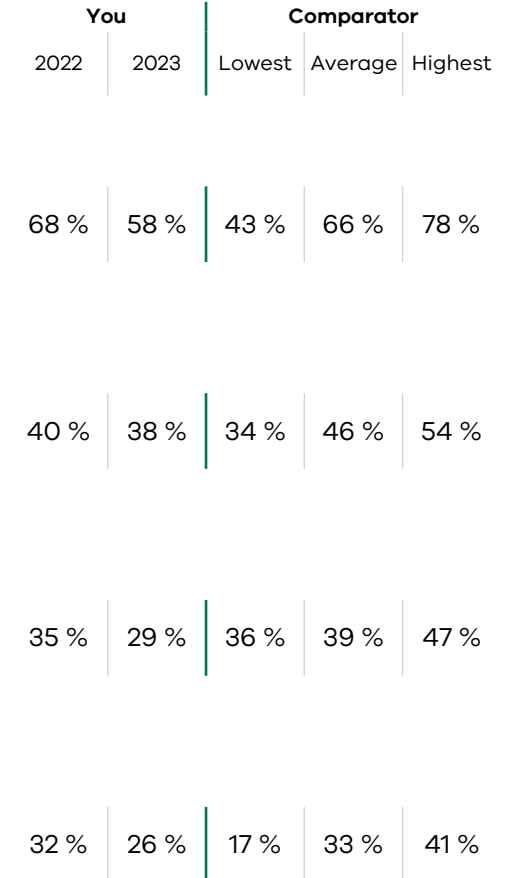 You Comparator
2022 2023 Lowest Average Highest
68 % 58 % 43 % 66 % 78 %
40 % 38 % 34 % 46 % 54 %
35 % 29 % 36 % 39 % 47 %
32 % 26 % 17 % 33 % 41 %